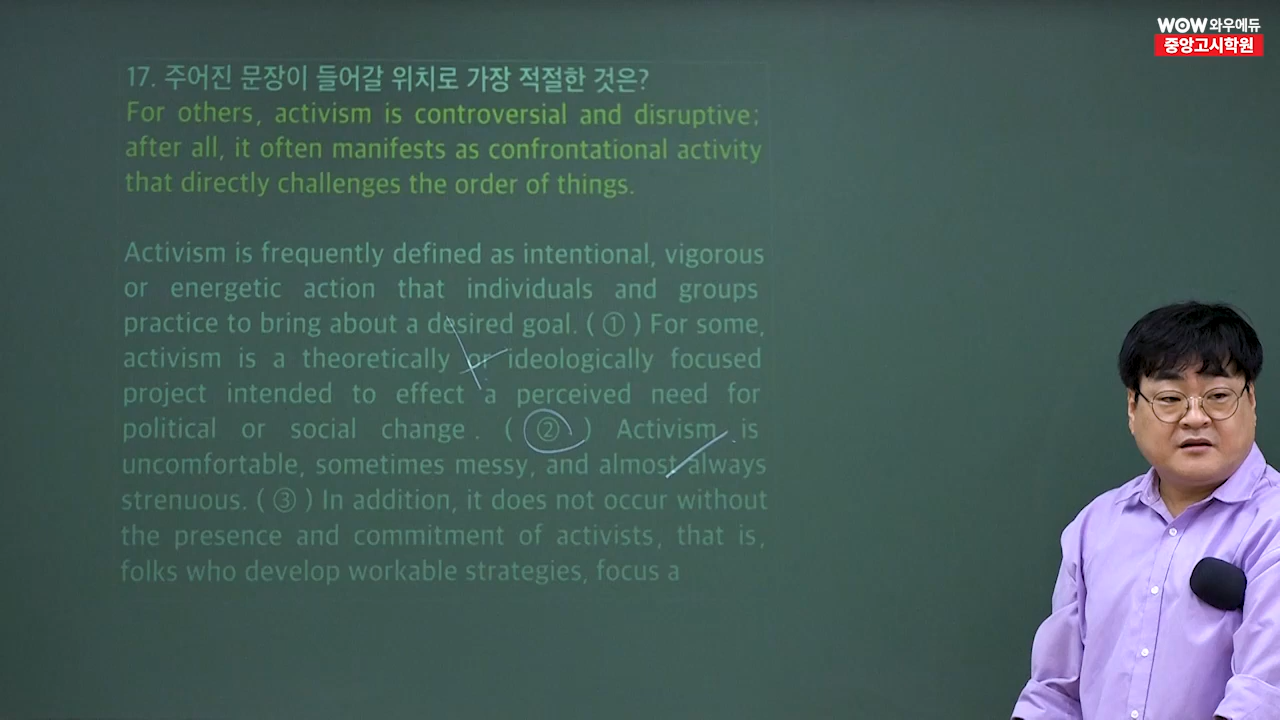 WOW와우에듀
중앙고시학원
17. 주어진 문장이 들어갈 위치로 가장 적절한 것은?
For others, activism is controversial and disruptive;
after all, it often manifests as confrontational activity
that directly challenges the order of things.
Activism is frequently defined as intentional, vigorous
or energetic action that individuals and groups
practice to bring about a desired goal. ( ① ) For some,
activism is a theoretically or ideologically focused
project intended to effect a perceived need for
political or social change . ( ② ) Activism is
uncomfortable, sometimes messy, and almost always
strenuous. ( ③ ) In addition, it does not occur without
the presence and commitment of activists, that is,
folks who develop workable strategies, focus a